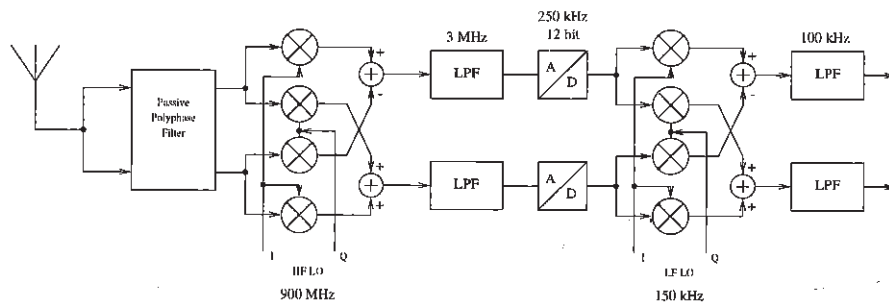 250 kHz
12 bit
3 MHz
100 kHz
+
+
-
+
+
+
-
+
LPF
A
D
LPF
Passive
Polyphase
Filter
+
+
+
+
+
+
LPF
A
D
LPF
I
HF LO
Q
I
LF LO
Q
900 MHz
150 kHz